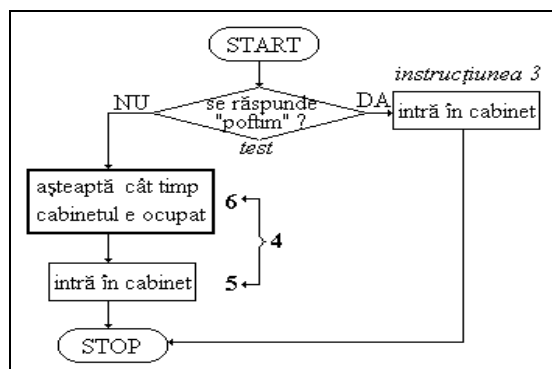 START
instrucțiunea 3
NU
se răspunde
"poftim" ?
DA
intră în cabinet
test
aşteaptă cât timp
cabinetul e ocupat
6
4
intră în cabinet
5
STOP